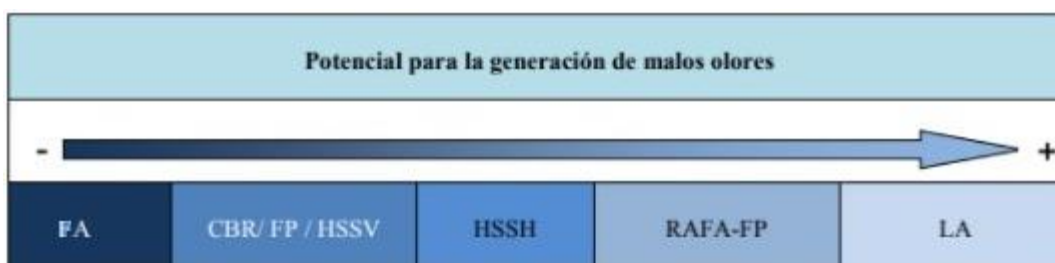 Potencial para la generación de malos olores
- +
FA CBR/ FP / HSSV HSSH RAFA-FP LA